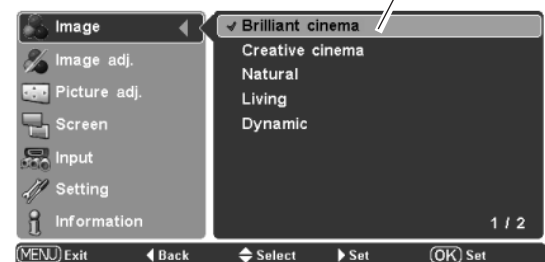 Image
Image adj.
Picture adj.
Screen
Input
Setting
Information
✓ Brilliant cinema
Creative cinema
Natural
Living
Dynamic
1 / 2
MENU Exit ◀ Back ◆ Select ▶ Set OK Set